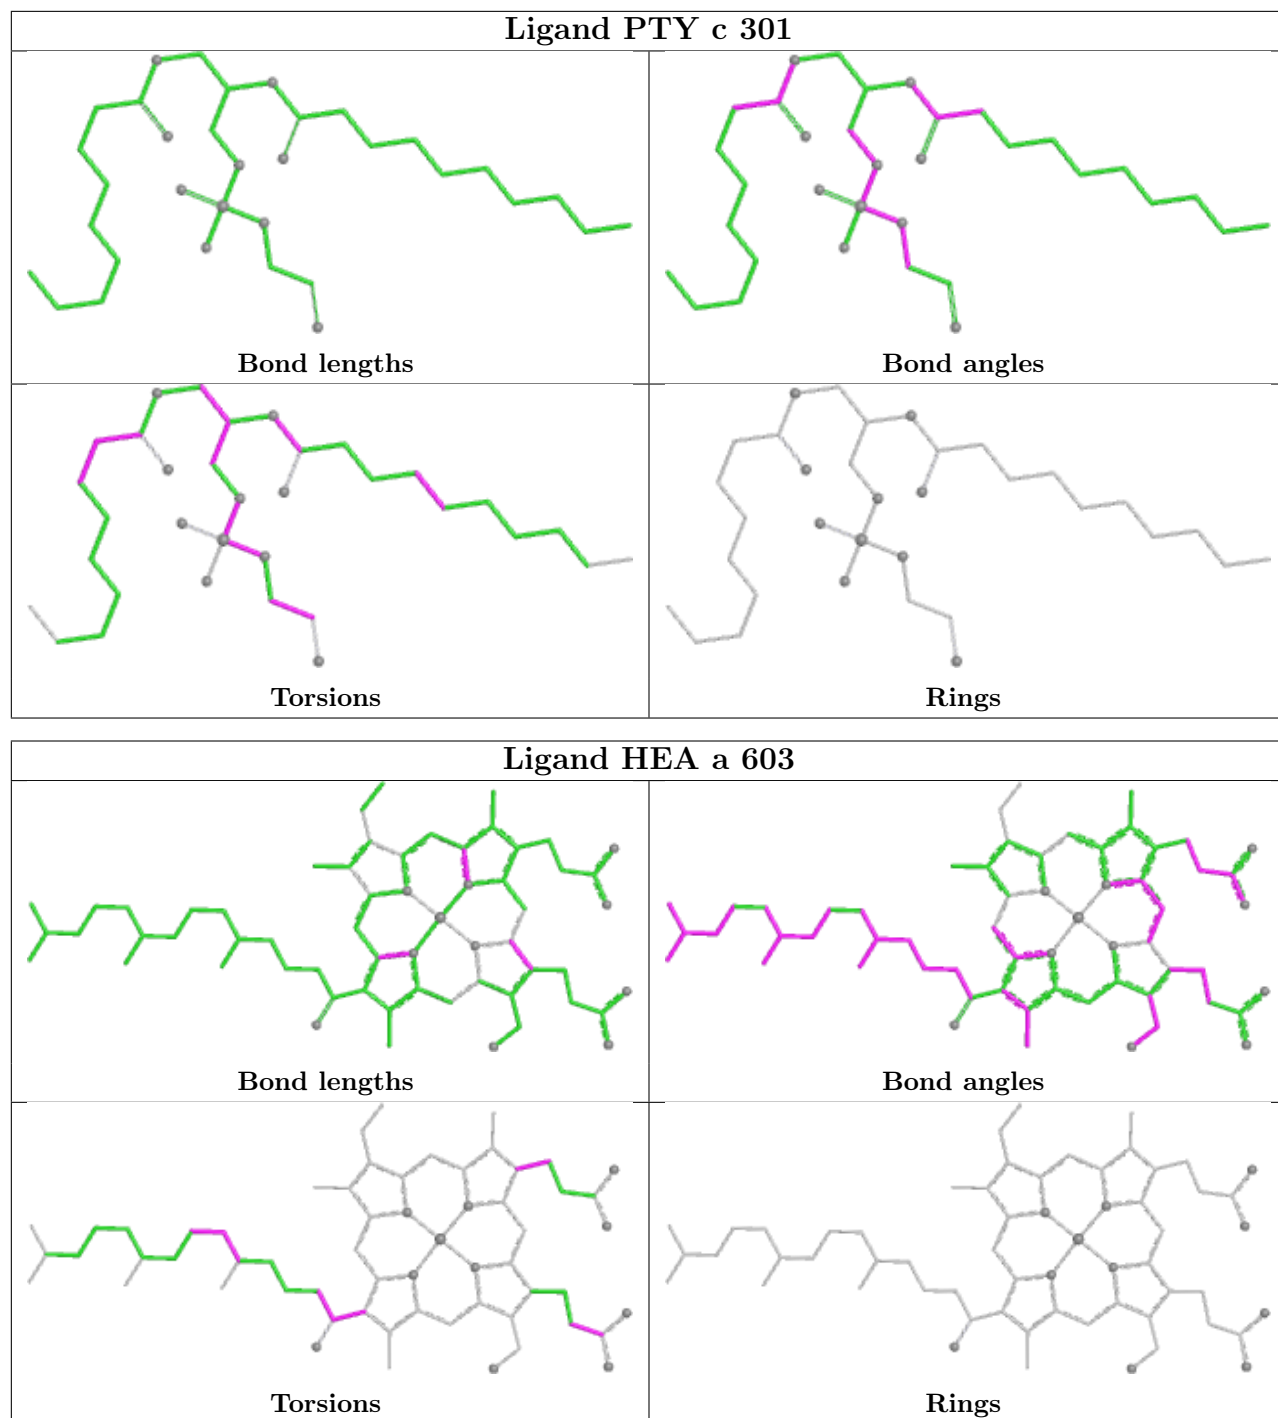 Ligand PTY c 301
Bond lengths
Bond angles
Torsions
Rings
Ligand HEA a 603
Bond lengths
Bond angles
Torsions
Rings